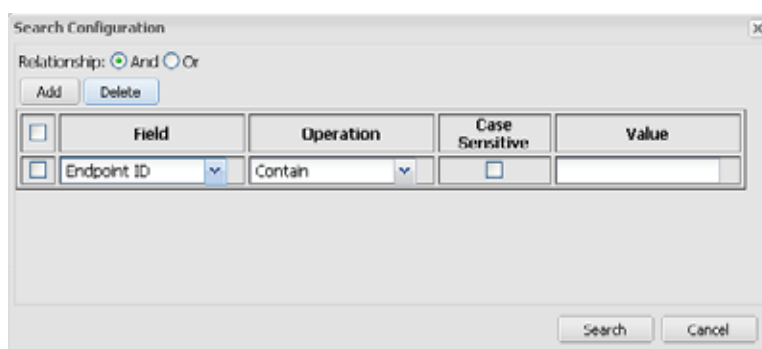 Search Configuration
Relationship: And Or
Add Delete
Field Operation Case Sensitive Value
Endpoint ID Contain
Search Cancel